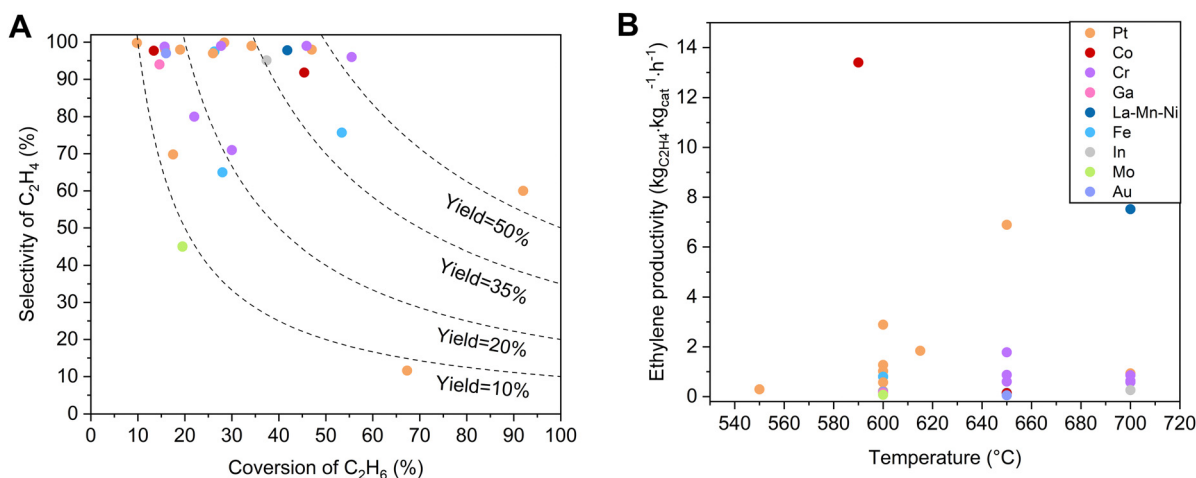 A
Selectivity of C2H4 (%)
100
90
80
70
60
50
40
30
20
10
0
Yield=50%
Yield=35%
Yield=20%
Yield=10%
0 10 20 30 40 50 60 70 80 90 100
Coversion of C2H6 (%)
B
Ethylene productivity (kgC2H4·kgcat-1·h-1)
14
12
10
8
6
4
2
0
Pt
Co
Cr
Ga
La-Mn-Ni
Fe
In
Mo
Au
540 560 580 600 620 640 660 680 700 720
Temperature (°C)